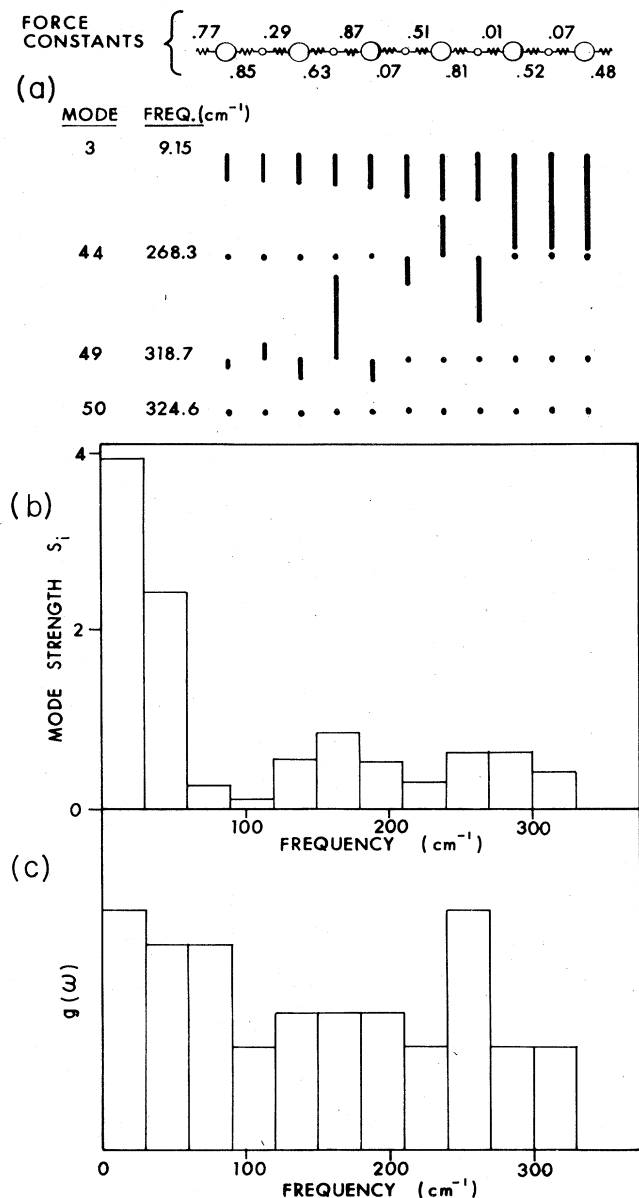 FORCE CONSTANTS
.77 .29 .87 .51 .01 .07
.85 .63 .07 .81 .52 .48
(a)
MODE FREQ.(cm⁻¹)
3 9.15
44 268.3
49 318.7
50 324.6
(b)
MODE STRENGTH Sᵢ
4
2
0
100 200 300
FREQUENCY (cm⁻¹)
(c)
g(ω)
0 100 200 300
FREQUENCY (cm⁻¹)